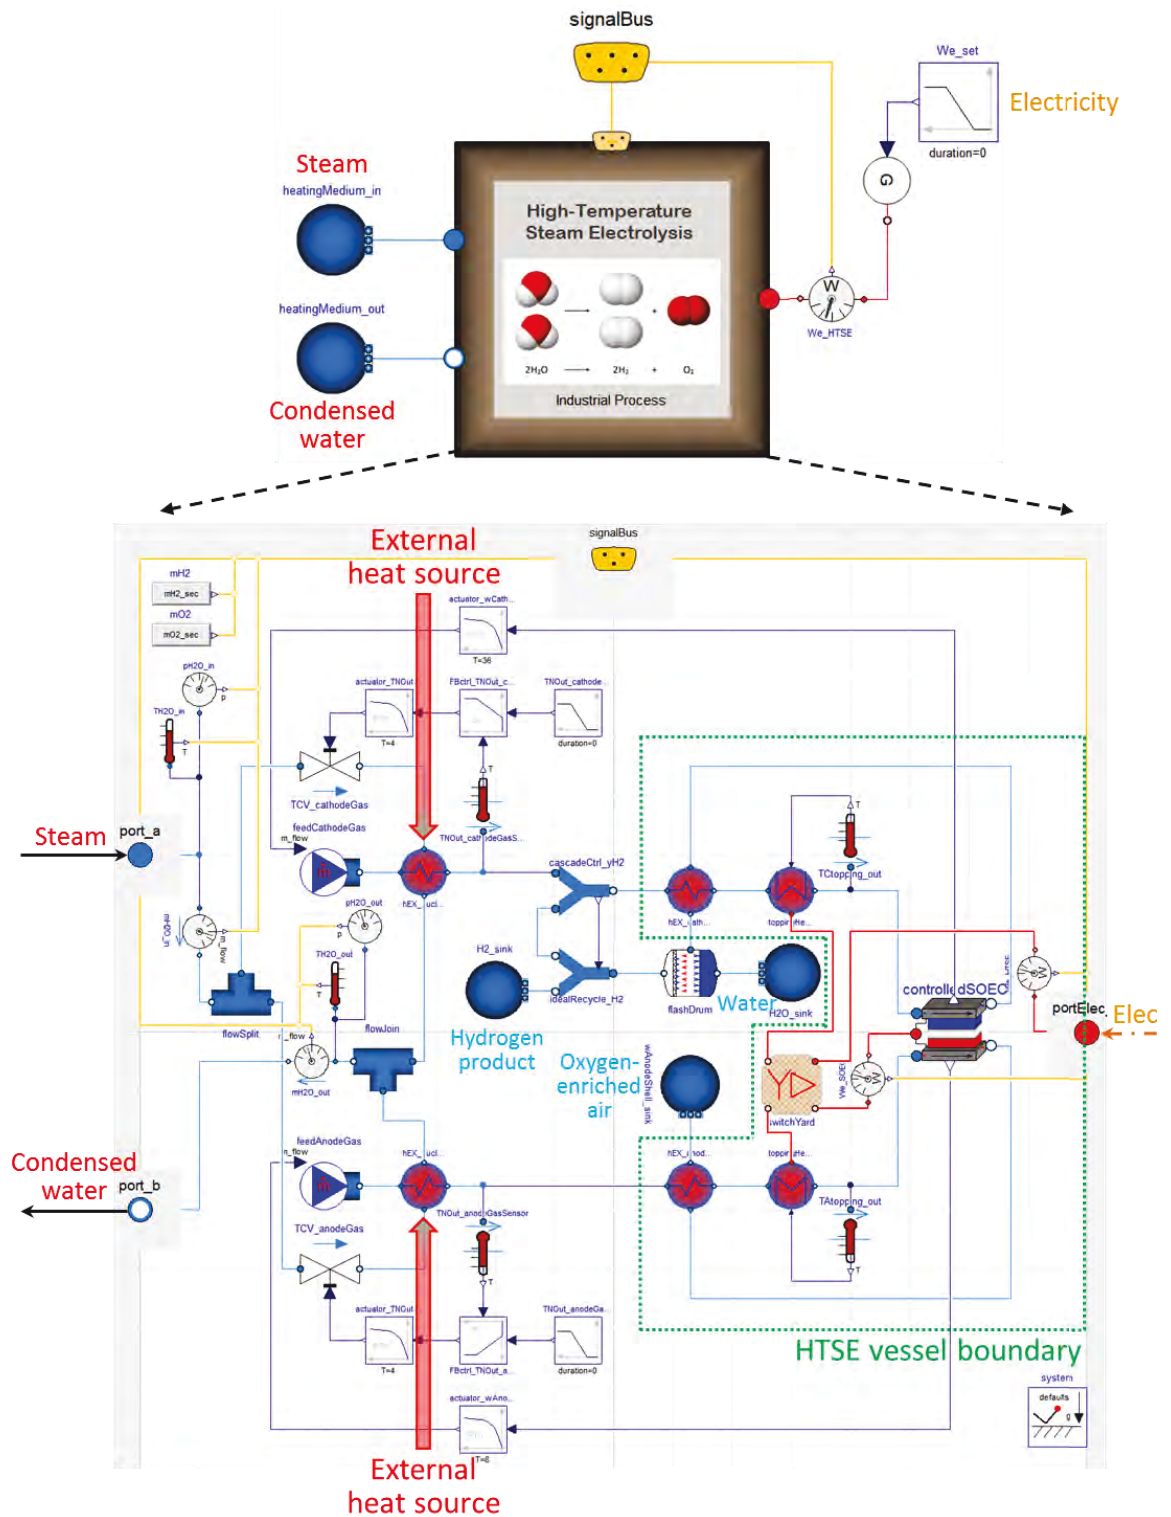 signalBus
We_set
Electricity
duration=0
G
Steam
heatingMedium_in
High-Temperature
Steam Electrolysis
heatingMedium_out
W
We_HTSE
2H₂O
2H₂
+
O₂
Industrial Process
Condensed
water
External
heat source
signalBus
mH2
mH2_sec
mO2
mO2_sec
actuator_wCath...
T=36
pH2O_in
p
actuator_TNOut
FBctrl_TNOut_c...
TNOut_cathode...
TH2O_in
T
T=4
duration=0
T
TCV_cathodeGas
T
Steam
port_a
feedCathodeGas
m_flow
TNOut_cathodeGasS...
cascadeCtrl_yH2
TCtopping_out
pH2O_out
p
m_flow
H2_sink
TH2O_out
T
idealRecycle_H2
flashDrum
Water
H2O_sink
W
controlledSOEC
portElec.
Elec
flowSplit
flowJoin
Hydrogen
product
Oxygen-
enriched
air
wAnodeShell_sink
mH2O_out
W
switchYard
feedAnodeGas
m_flow
Condensed
water
port_b
TNOut_anodeGasSensor
TAtopping_out
TCV_anodeGas
T
T
actuator_TNOut
TNOut_anodeGa...
T=4
FBctrl_TNOut_a...
duration=0
HTSE vessel boundary
actuator_wAno...
system
defaults
g
T=6
External
heat source